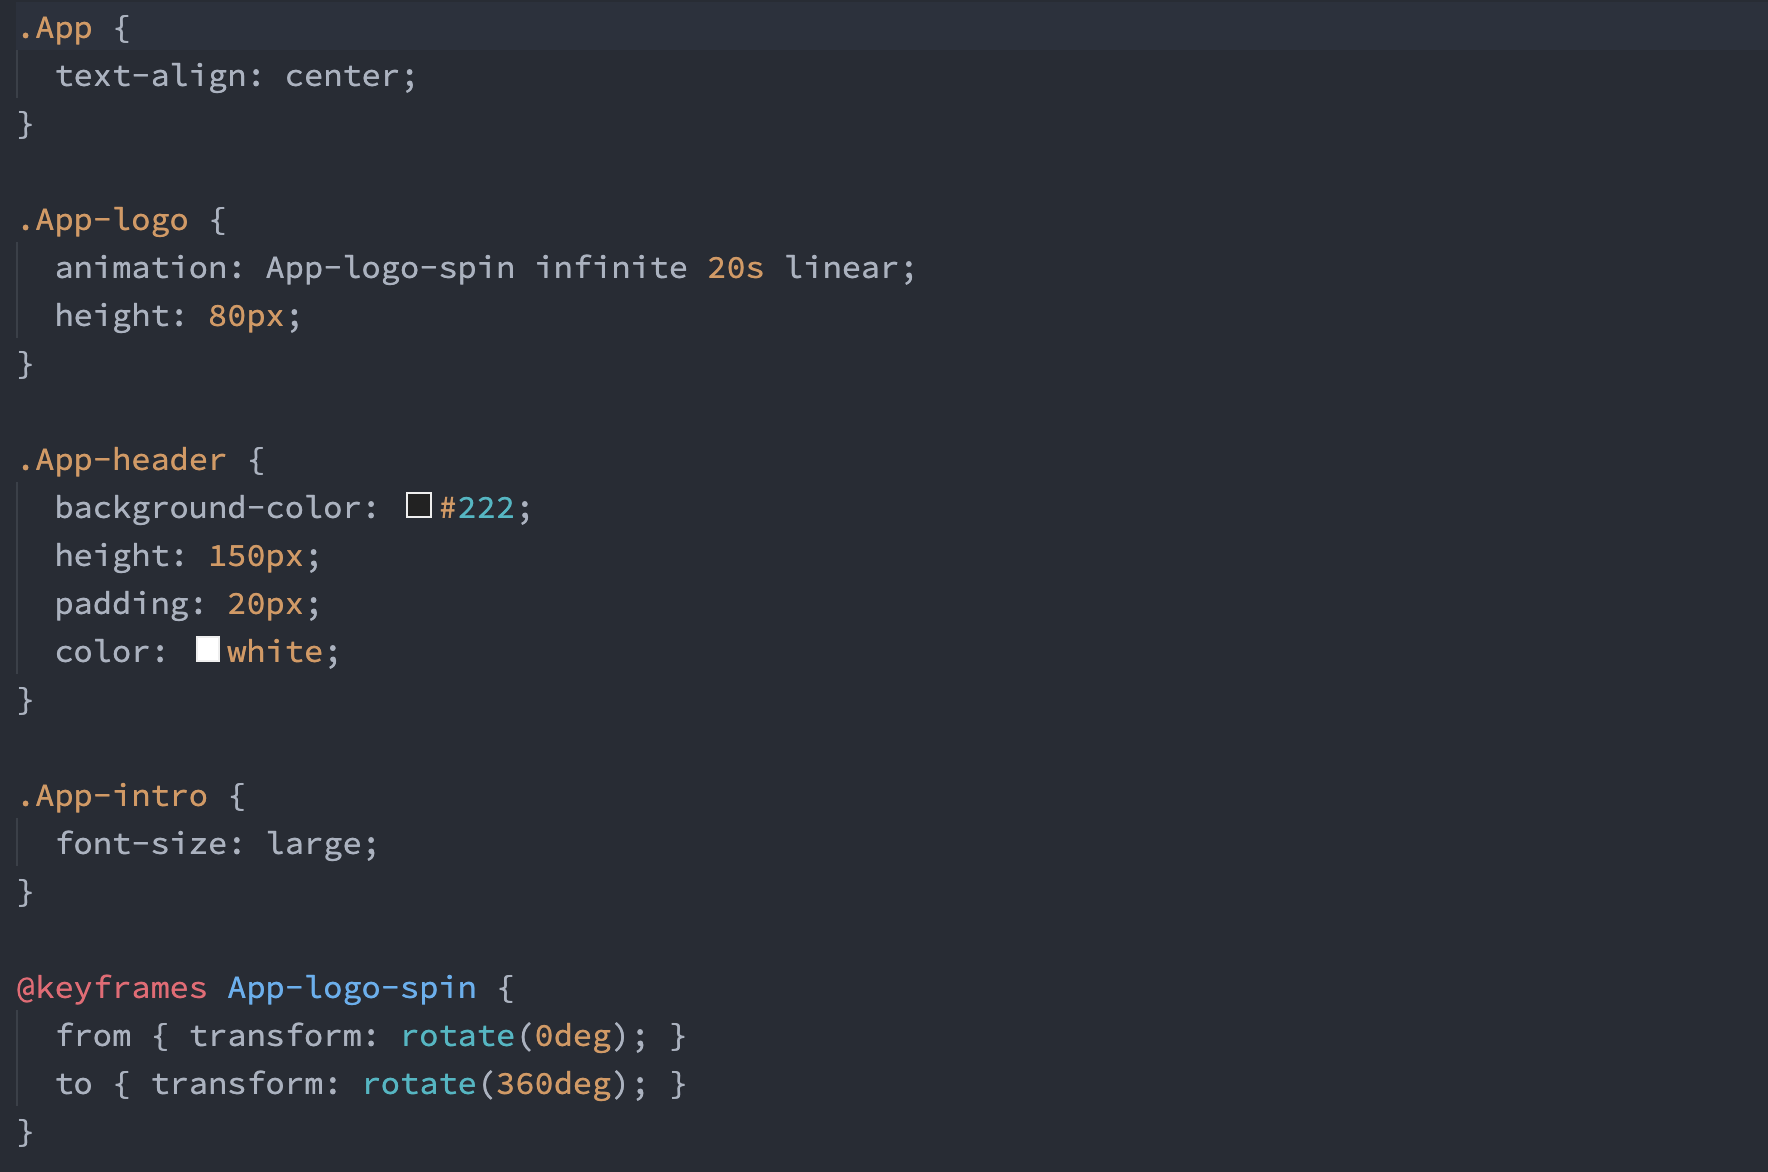 .App {
  text-align: center;
}

.App-logo {
  animation: App-logo-spin infinite 20s linear;
  height: 80px;
}

.App-header {
  background-color: #222;
  height: 150px;
  padding: 20px;
  color: white;
}

.App-intro {
  font-size: large;
}

@keyframes App-logo-spin {
  from { transform: rotate(0deg); }
  to { transform: rotate(360deg); }
}